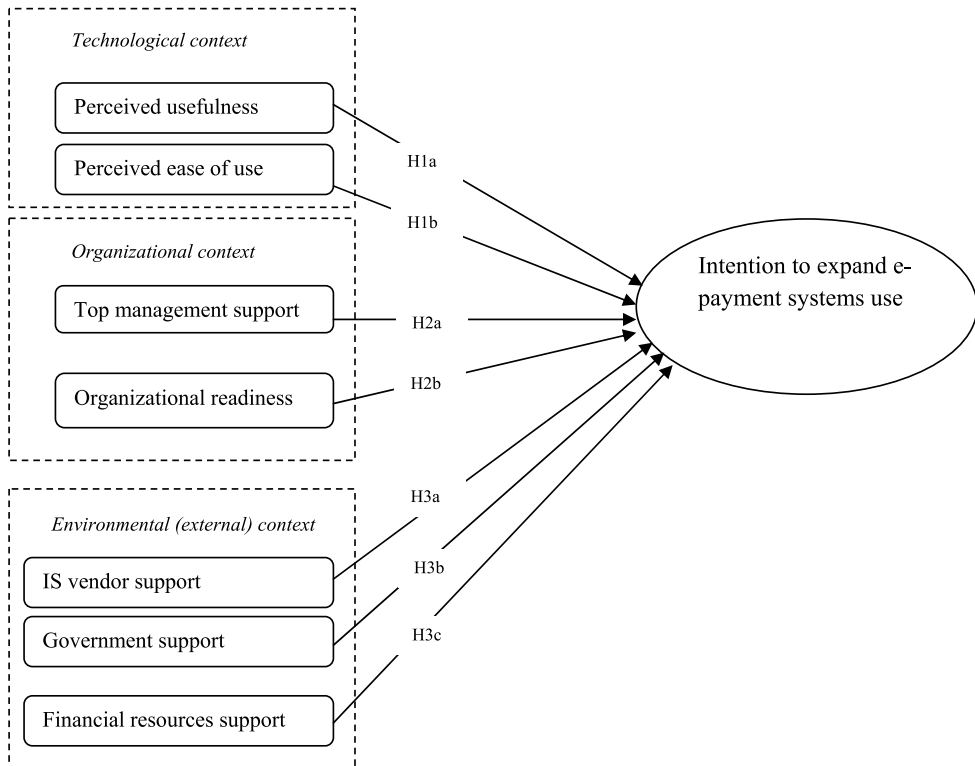 Technological context
Perceived usefulness
Perceived ease of use
H1a
H1b
Organizational context
Top management support
Organizational readiness
H2a
H2b
Intention to expand e-
payment systems use
Environmental (external) context
IS vendor support
Government support
Financial resources support
H3a
H3b
H3c